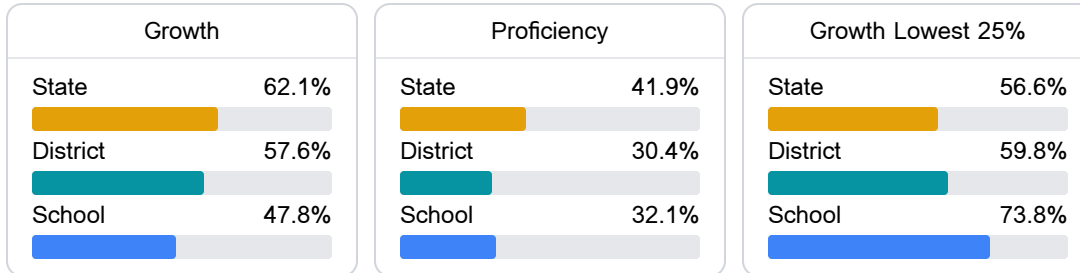 Growth
State 62.1%
District 57.6%
School 47.8%
Proficiency
State 41.9%
District 30.4%
School 32.1%
Growth Lowest 25%
State 56.6%
District 59.8%
School 73.8%